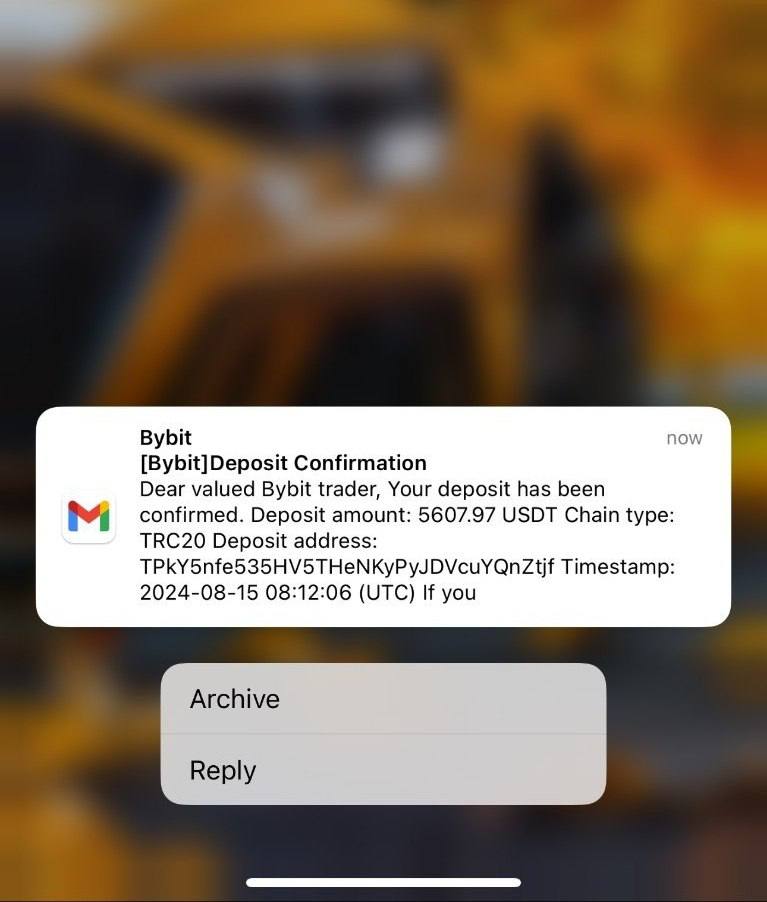 Bybit
now
[Bybit]Deposit Confirmation
Dear valued Bybit trader, Your deposit has been
confirmed. Deposit amount: 5607.97 USDT Chain type:
TRC20 Deposit address:
TPkY5nfe535HV5THeNKyPyJDVcuYQnZtjf Timestamp:
2024-08-15 08:12:06 (UTC) If you
Archive
Reply